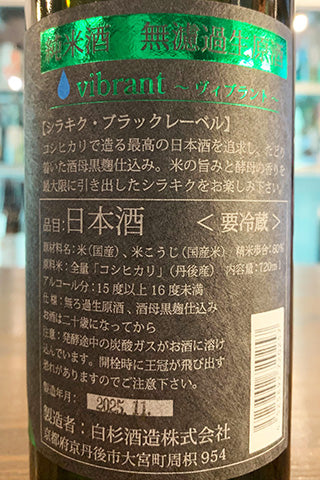 純米酒 無濾過生原酒
vibrant ～ヴィブラント～
【シラキク・ブラックレーベル】
コシヒカリで造る最高の日本酒を追求し、たどり
着いた酒母黒麹仕込み。米の旨みと酵母の香りを
最大限に引き出したシラキクをお楽しみ下さい。
品目:日本酒 ＜要冷蔵＞
原材料名:米(国産)、米こうじ(国産米) 精米歩合:60%
原料米:全量「コシヒカリ」(丹後産) 内容量:720ml
アルコール分:15度以上16度未満
仕 様:無ろ過生原酒、酒母黒麹仕込み
お酒は二十歳になってから
注意:発酵途中の炭酸ガスがお酒に溶け
込んでいます。開栓時に王冠が飛び出す
恐れがありますのでご注意下さい。
製造年月: 2025.11.
製造者:白杉酒造株式会社
京都府京丹後市大宮町周枳 954